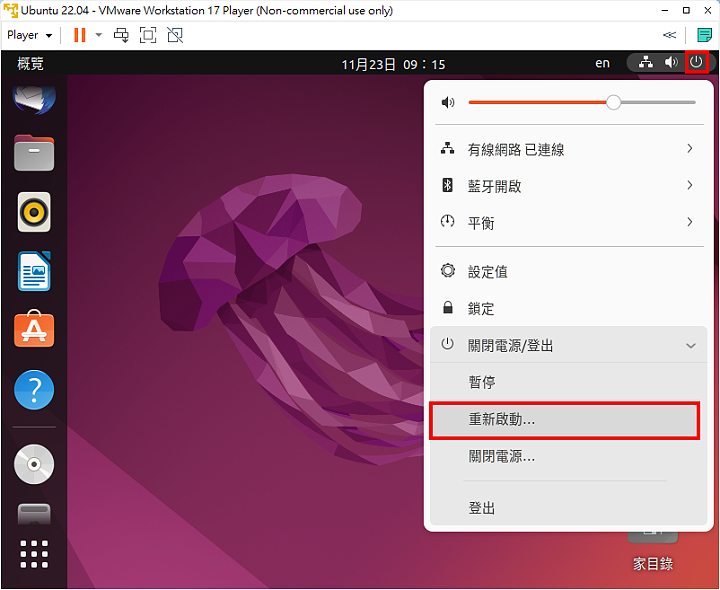 Ubuntu 22.04 - VMware Workstation 17 Player (Non-commercial use only)
Player
概覽
11月23日 09：15
en
有線網路 已連線
藍牙開啟
平衡
設定值
鎖定
關閉電源/登出
暫停
重新啟動...
關閉電源...
登出
家目錄